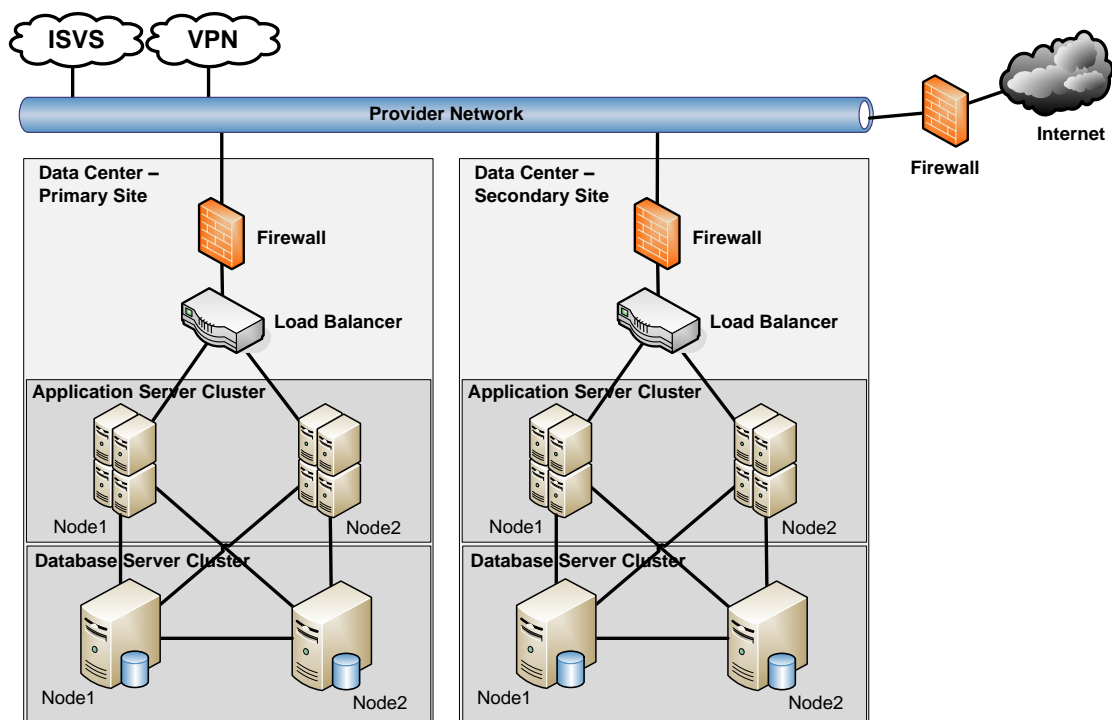 ISVS
VPN
Provider Network
Internet
Firewall
Data Center –
Primary Site
Firewall
Load Balancer
Application Server Cluster
Node1
Node2
Database Server Cluster
Node1
Node2
Data Center –
Secondary Site
Firewall
Load Balancer
Application Server Cluster
Node1
Node2
Database Server Cluster
Node1
Node2